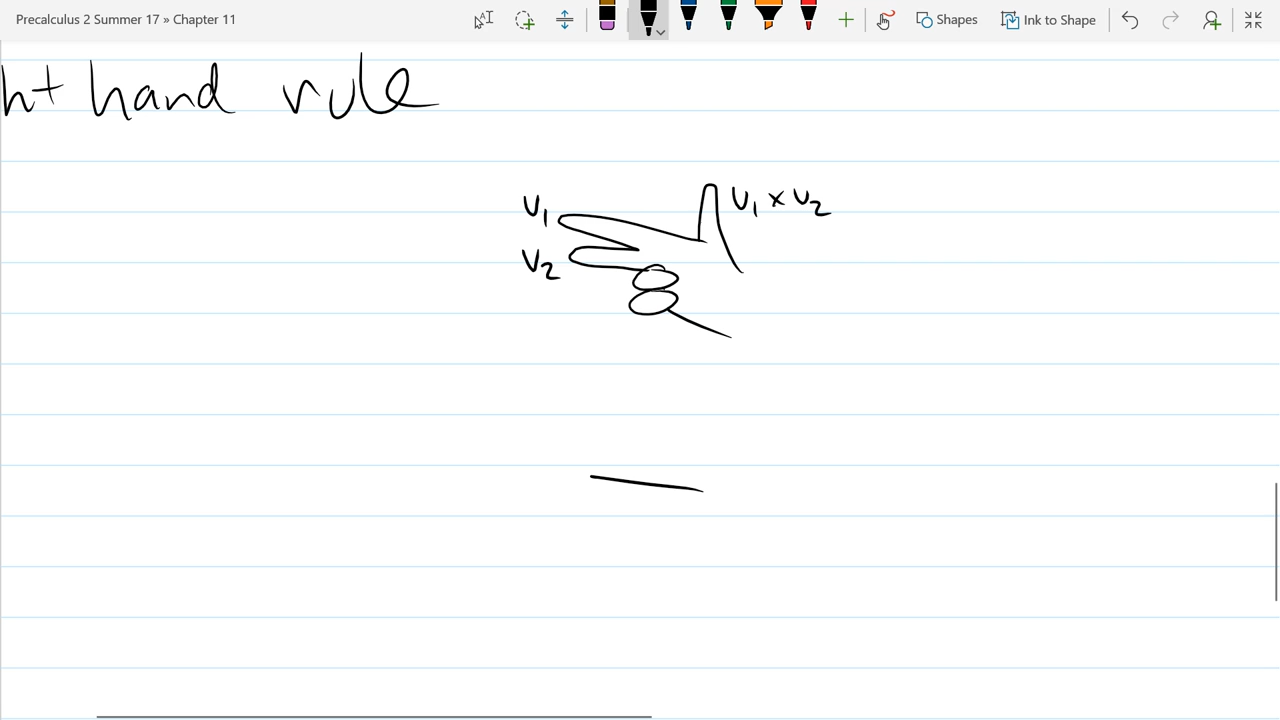 Precalculus 2 Summer 17 » Chapter 11
Shapes
Ink to Shape
ht hand rule
V₁
V₁ × V₂
V₂